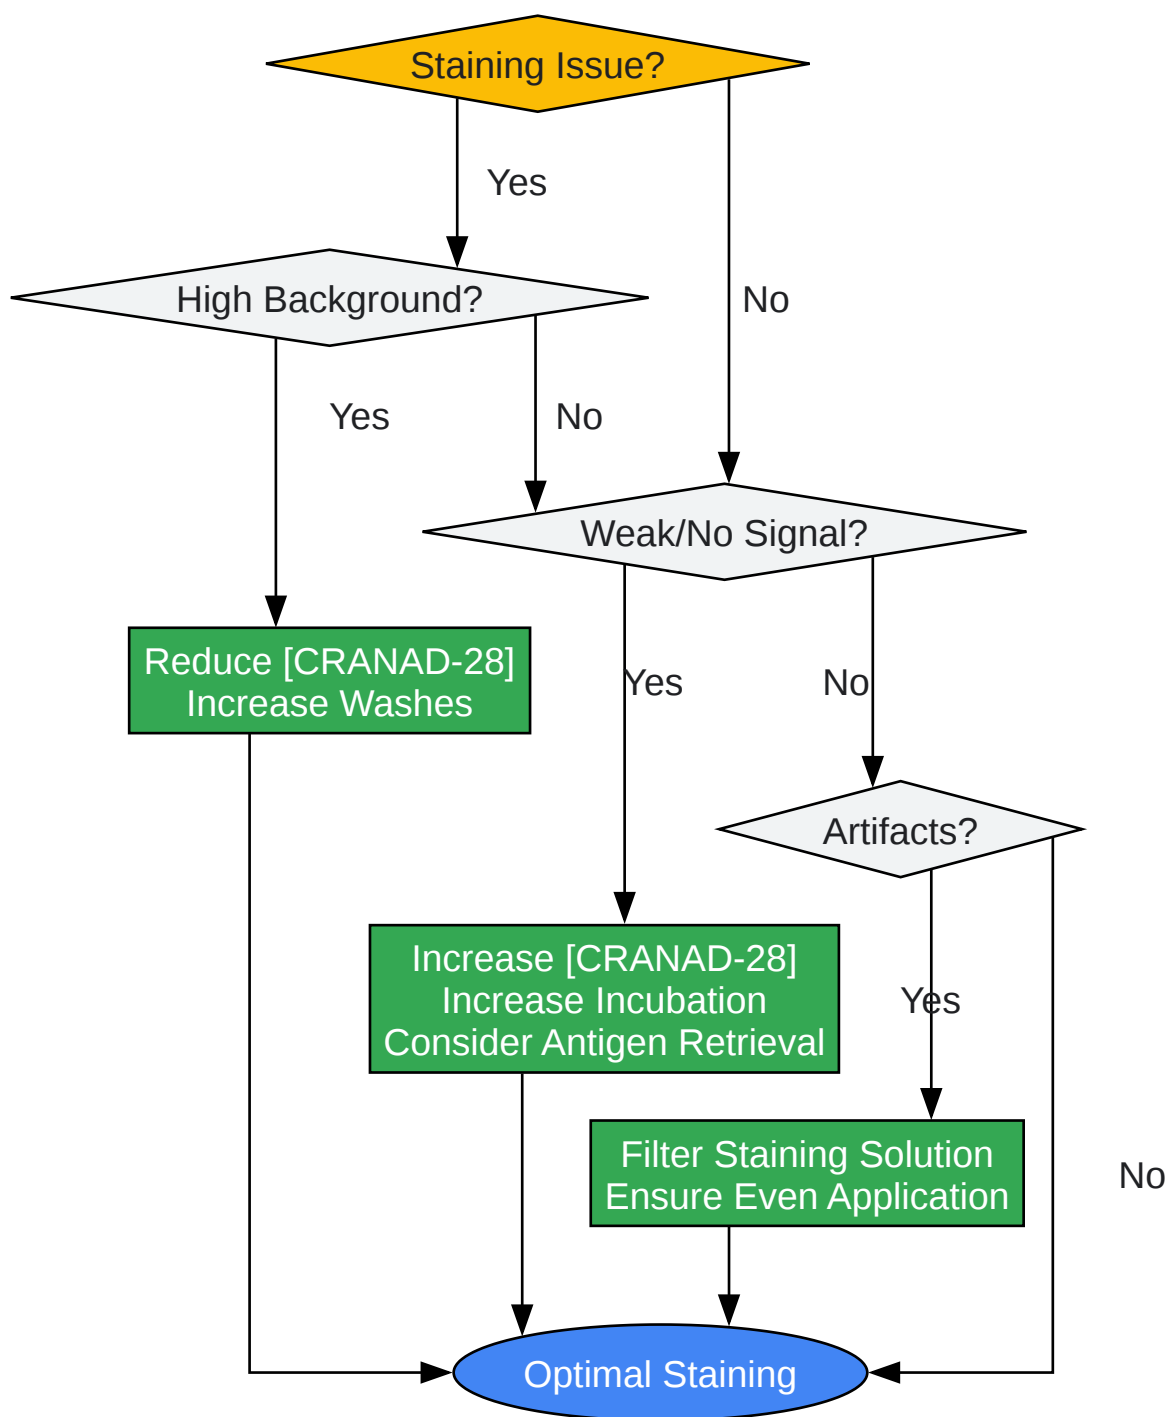 Staining Issue?
Yes
High Background?
No
Yes
No
Weak/No Signal?
Reduce [CRANAD-28]
Increase Washes
Yes
No
Artifacts?
Increase [CRANAD-28]
Increase Incubation
Consider Antigen Retrieval
Yes
Filter Staining Solution
Ensure Even Application
No
Optimal Staining